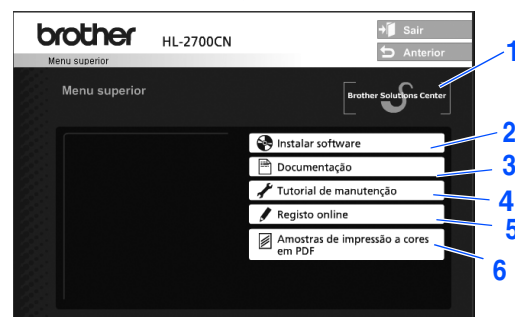 brother
HL-2700CN
Sair
Anterior
Menu superior
Menu superior
Brother Solutions Center
1
Instalar software
2
Documentação
3
Tutorial de manutenção
4
Registo online
5
Amostras de impressão a cores
em PDF
6